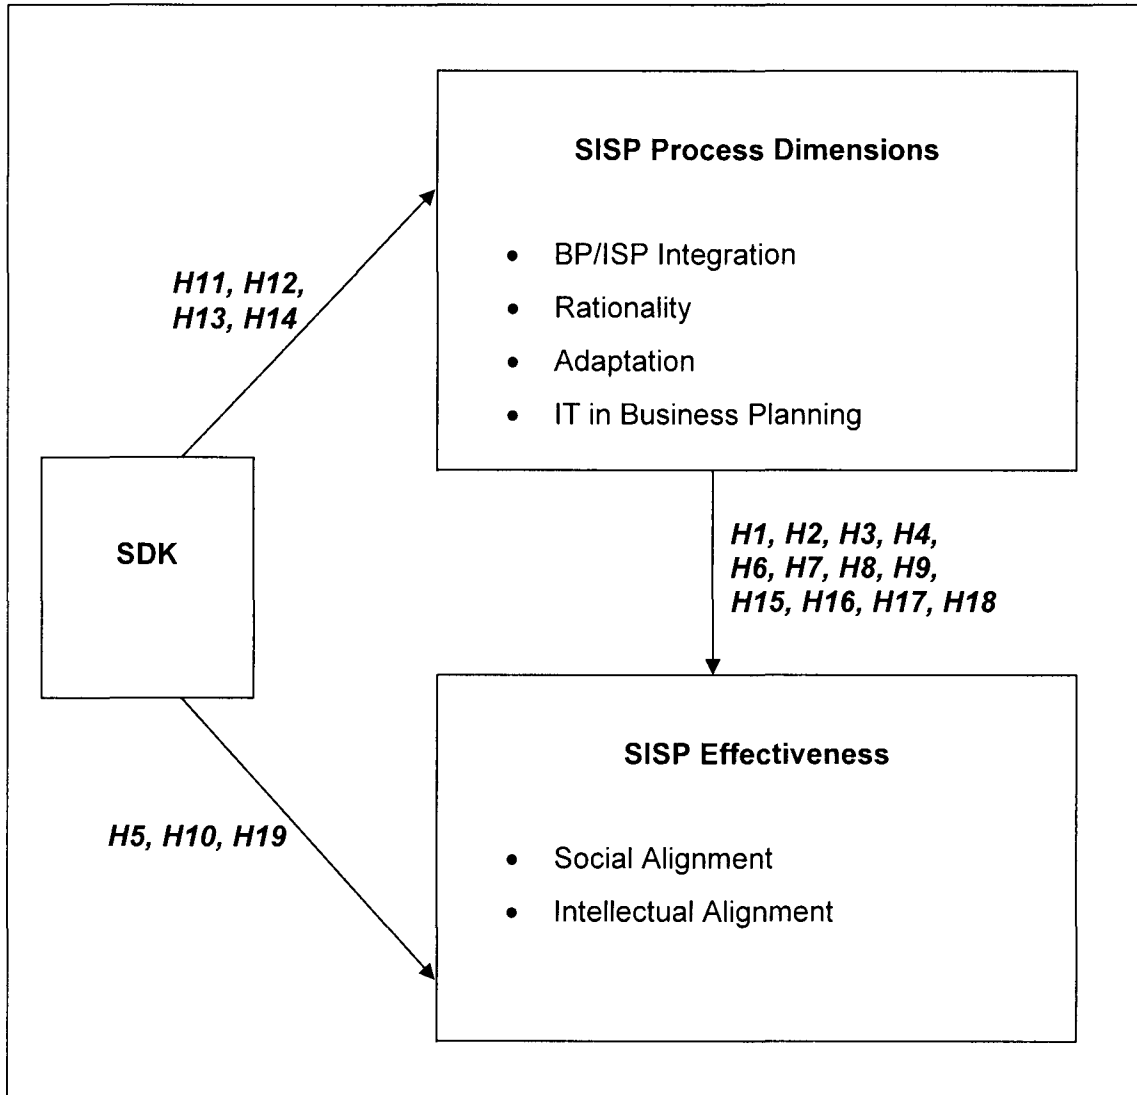 SISP Process Dimensions
• BP/ISP Integration
• Rationality
• Adaptation
• IT in Business Planning
H11, H12,
H13, H14
SDK
H1, H2, H3, H4,
H6, H7, H8, H9,
H15, H16, H17, H18
H5, H10, H19
SISP Effectiveness
• Social Alignment
• Intellectual Alignment